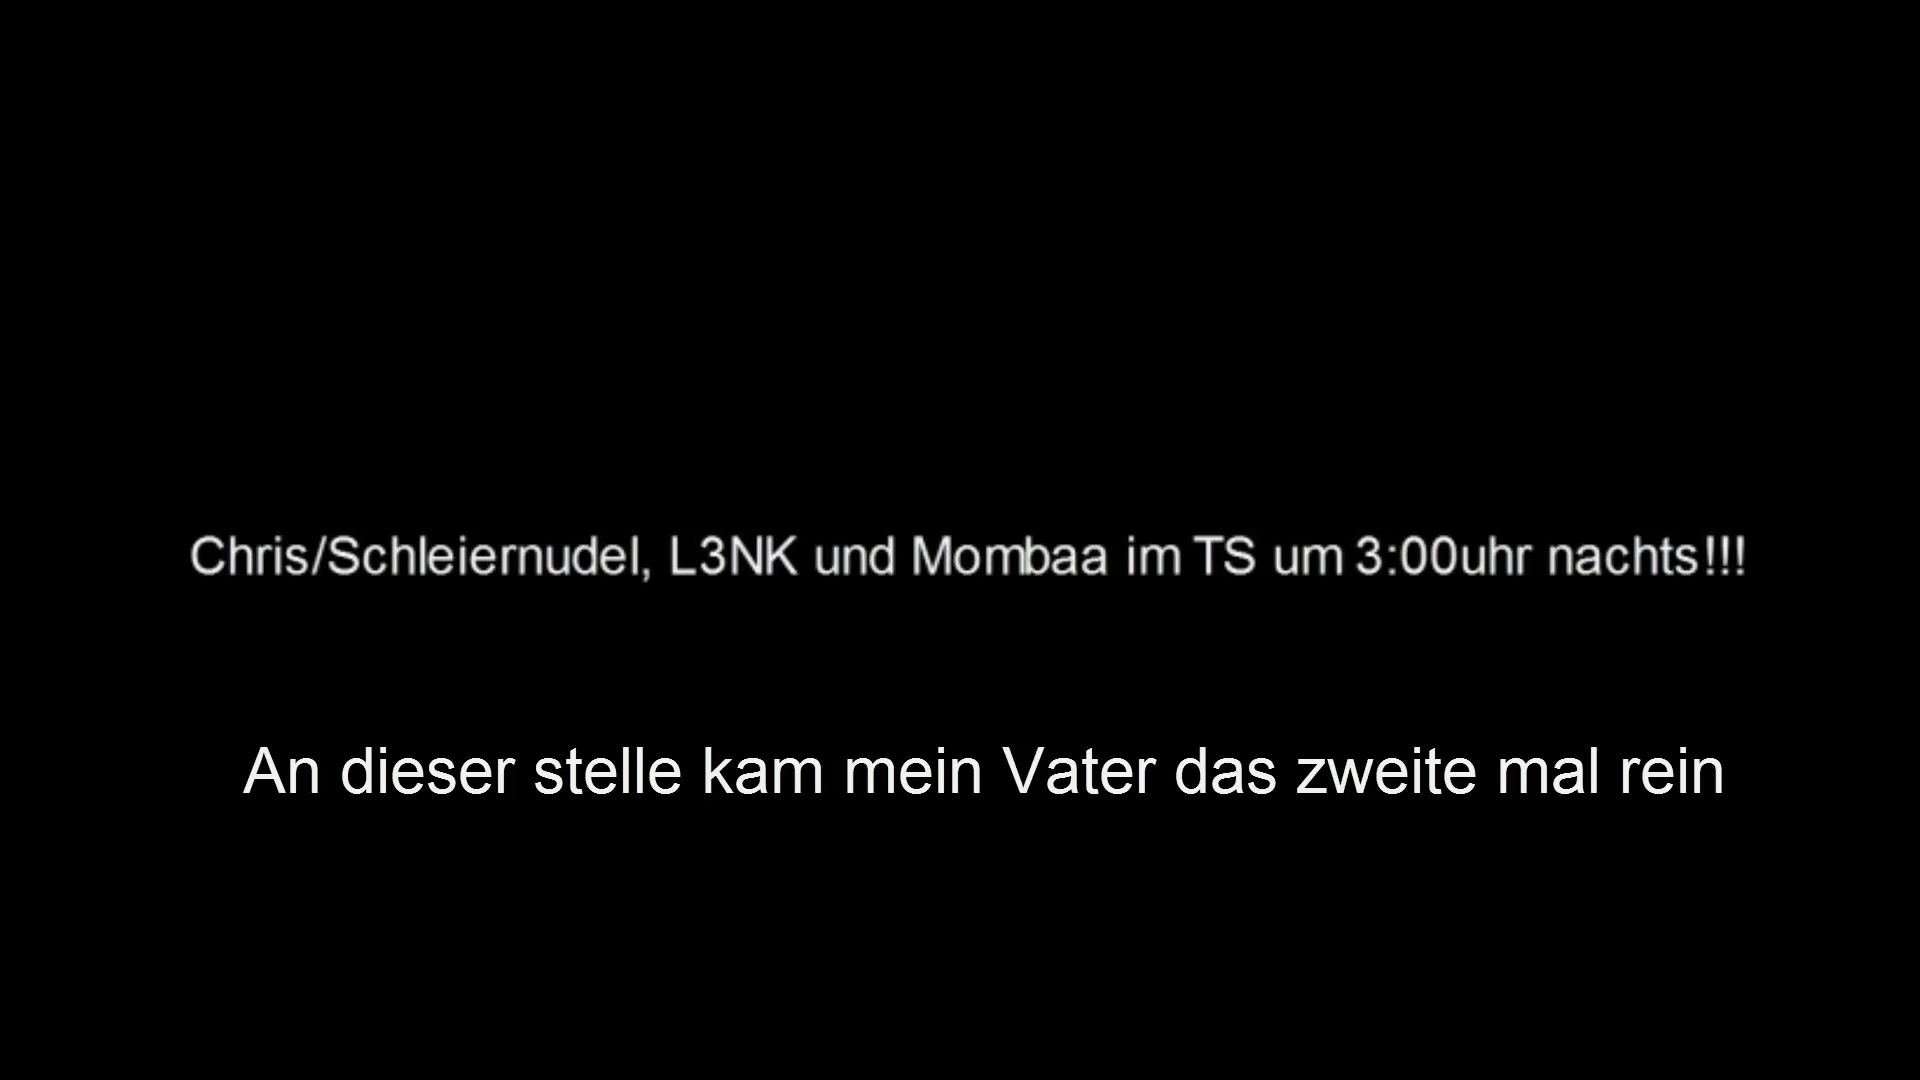 Chris/Schleiernudel, L3NK und Mombaa im TS um 3:00uhr nachts!!!
An dieser stelle kam mein Vater das zweite mal rein